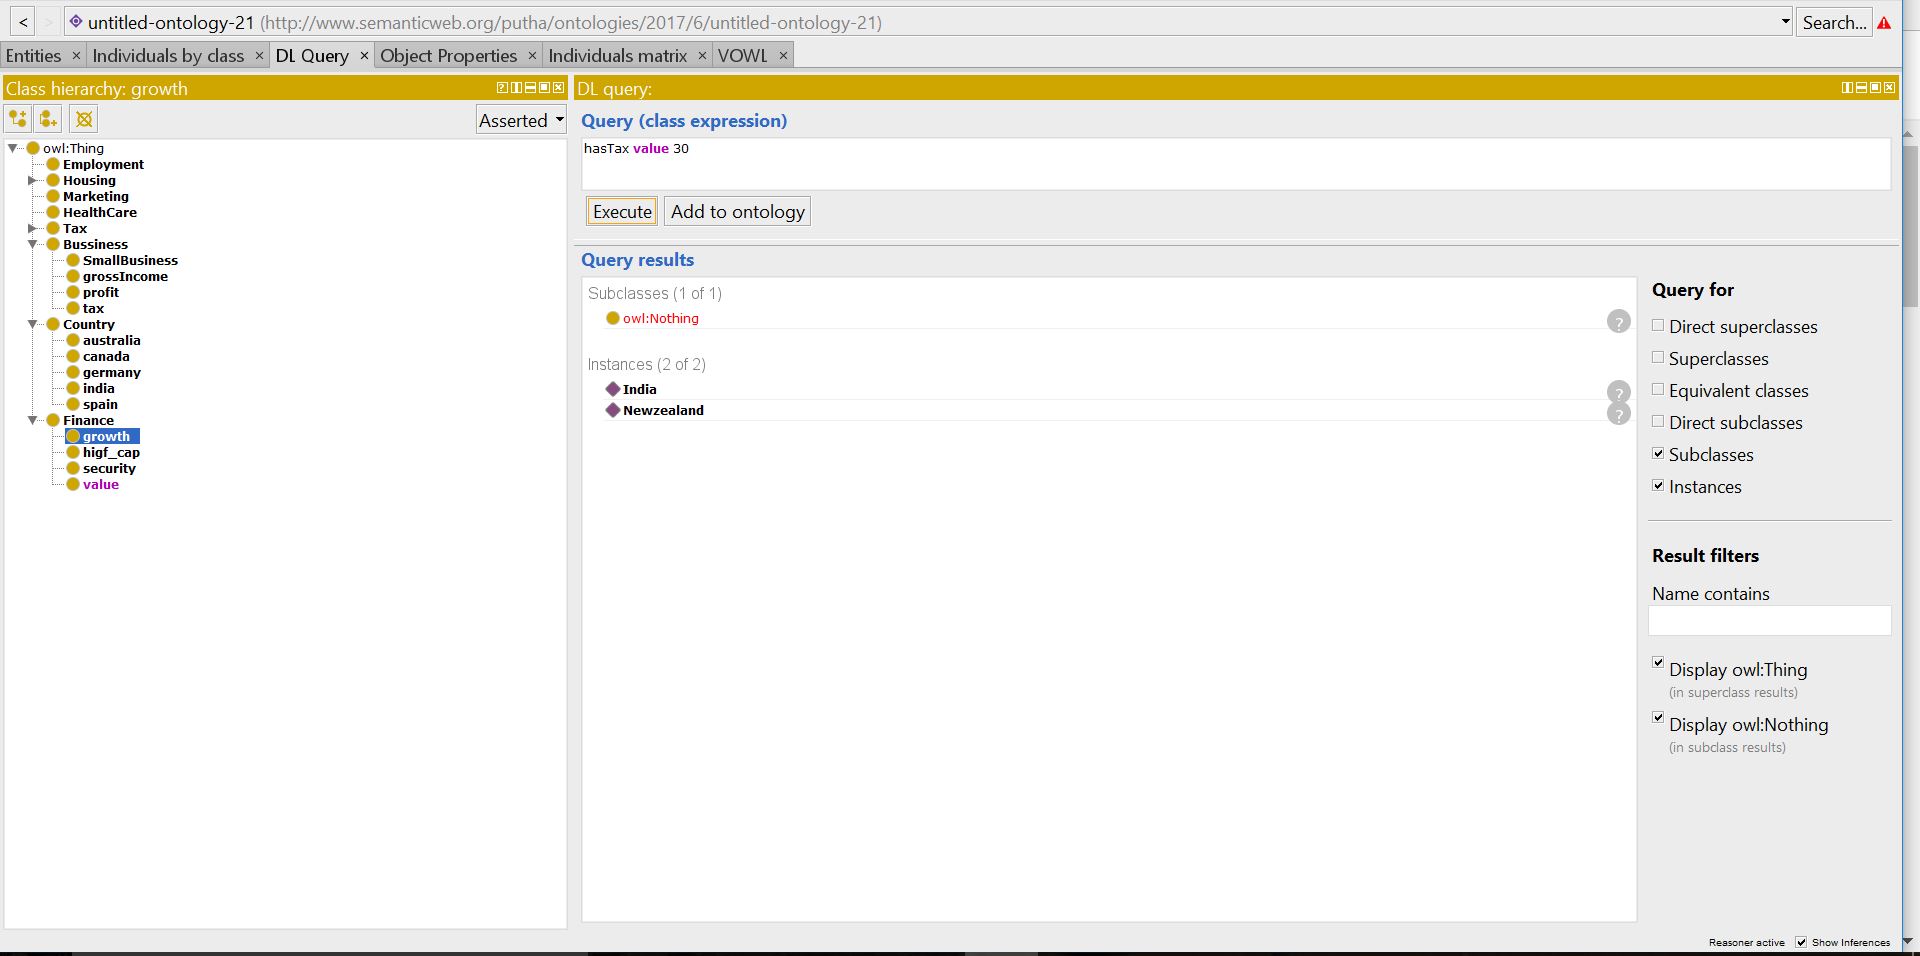 < > untitled-ontology-21 (http://www.semanticweb.org/putha/ontologies/2017/6/untitled-ontology-21) Search...
Entities × Individuals by class × DL Query × Object Properties × Individuals matrix × VOWL ×
Class hierarchy: growth
Asserted
owl:Thing
Employment
Housing
Marketing
HealthCare
Tax
Bussiness
SmallBusiness
grossIncome
profit
tax
Country
australia
canada
germany
india
spain
Finance
growth
higf_cap
security
value
DL query:
Query (class expression)
hasTax value 30
Execute Add to ontology
Query results
Subclasses (1 of 1)
owl:Nothing ?
Instances (2 of 2)
India ?
Newzealand ?
Query for
Direct superclasses
Superclasses
Equivalent classes
Direct subclasses
Subclasses
Instances
Result filters
Name contains
Display owl:Thing
(in superclass results)
Display owl:Nothing
(in subclass results)
Reasoner active Show Inferences